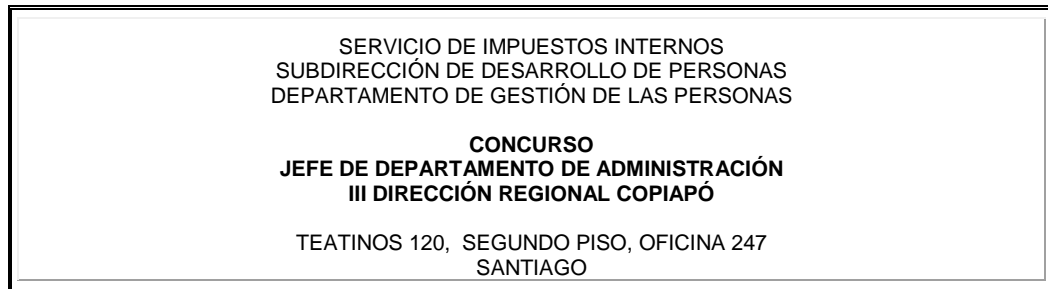 SERVICIO DE IMPUESTOS INTERNOS
SUBDIRECCIÓN DE DESARROLLO DE PERSONAS
DEPARTAMENTO DE GESTIÓN DE LAS PERSONAS
CONCURSO
JEFE DE DEPARTAMENTO DE ADMINISTRACIÓN
III DIRECCIÓN REGIONAL COPIAPÓ
TEATINOS 120, SEGUNDO PISO, OFICINA 247
SANTIAGO